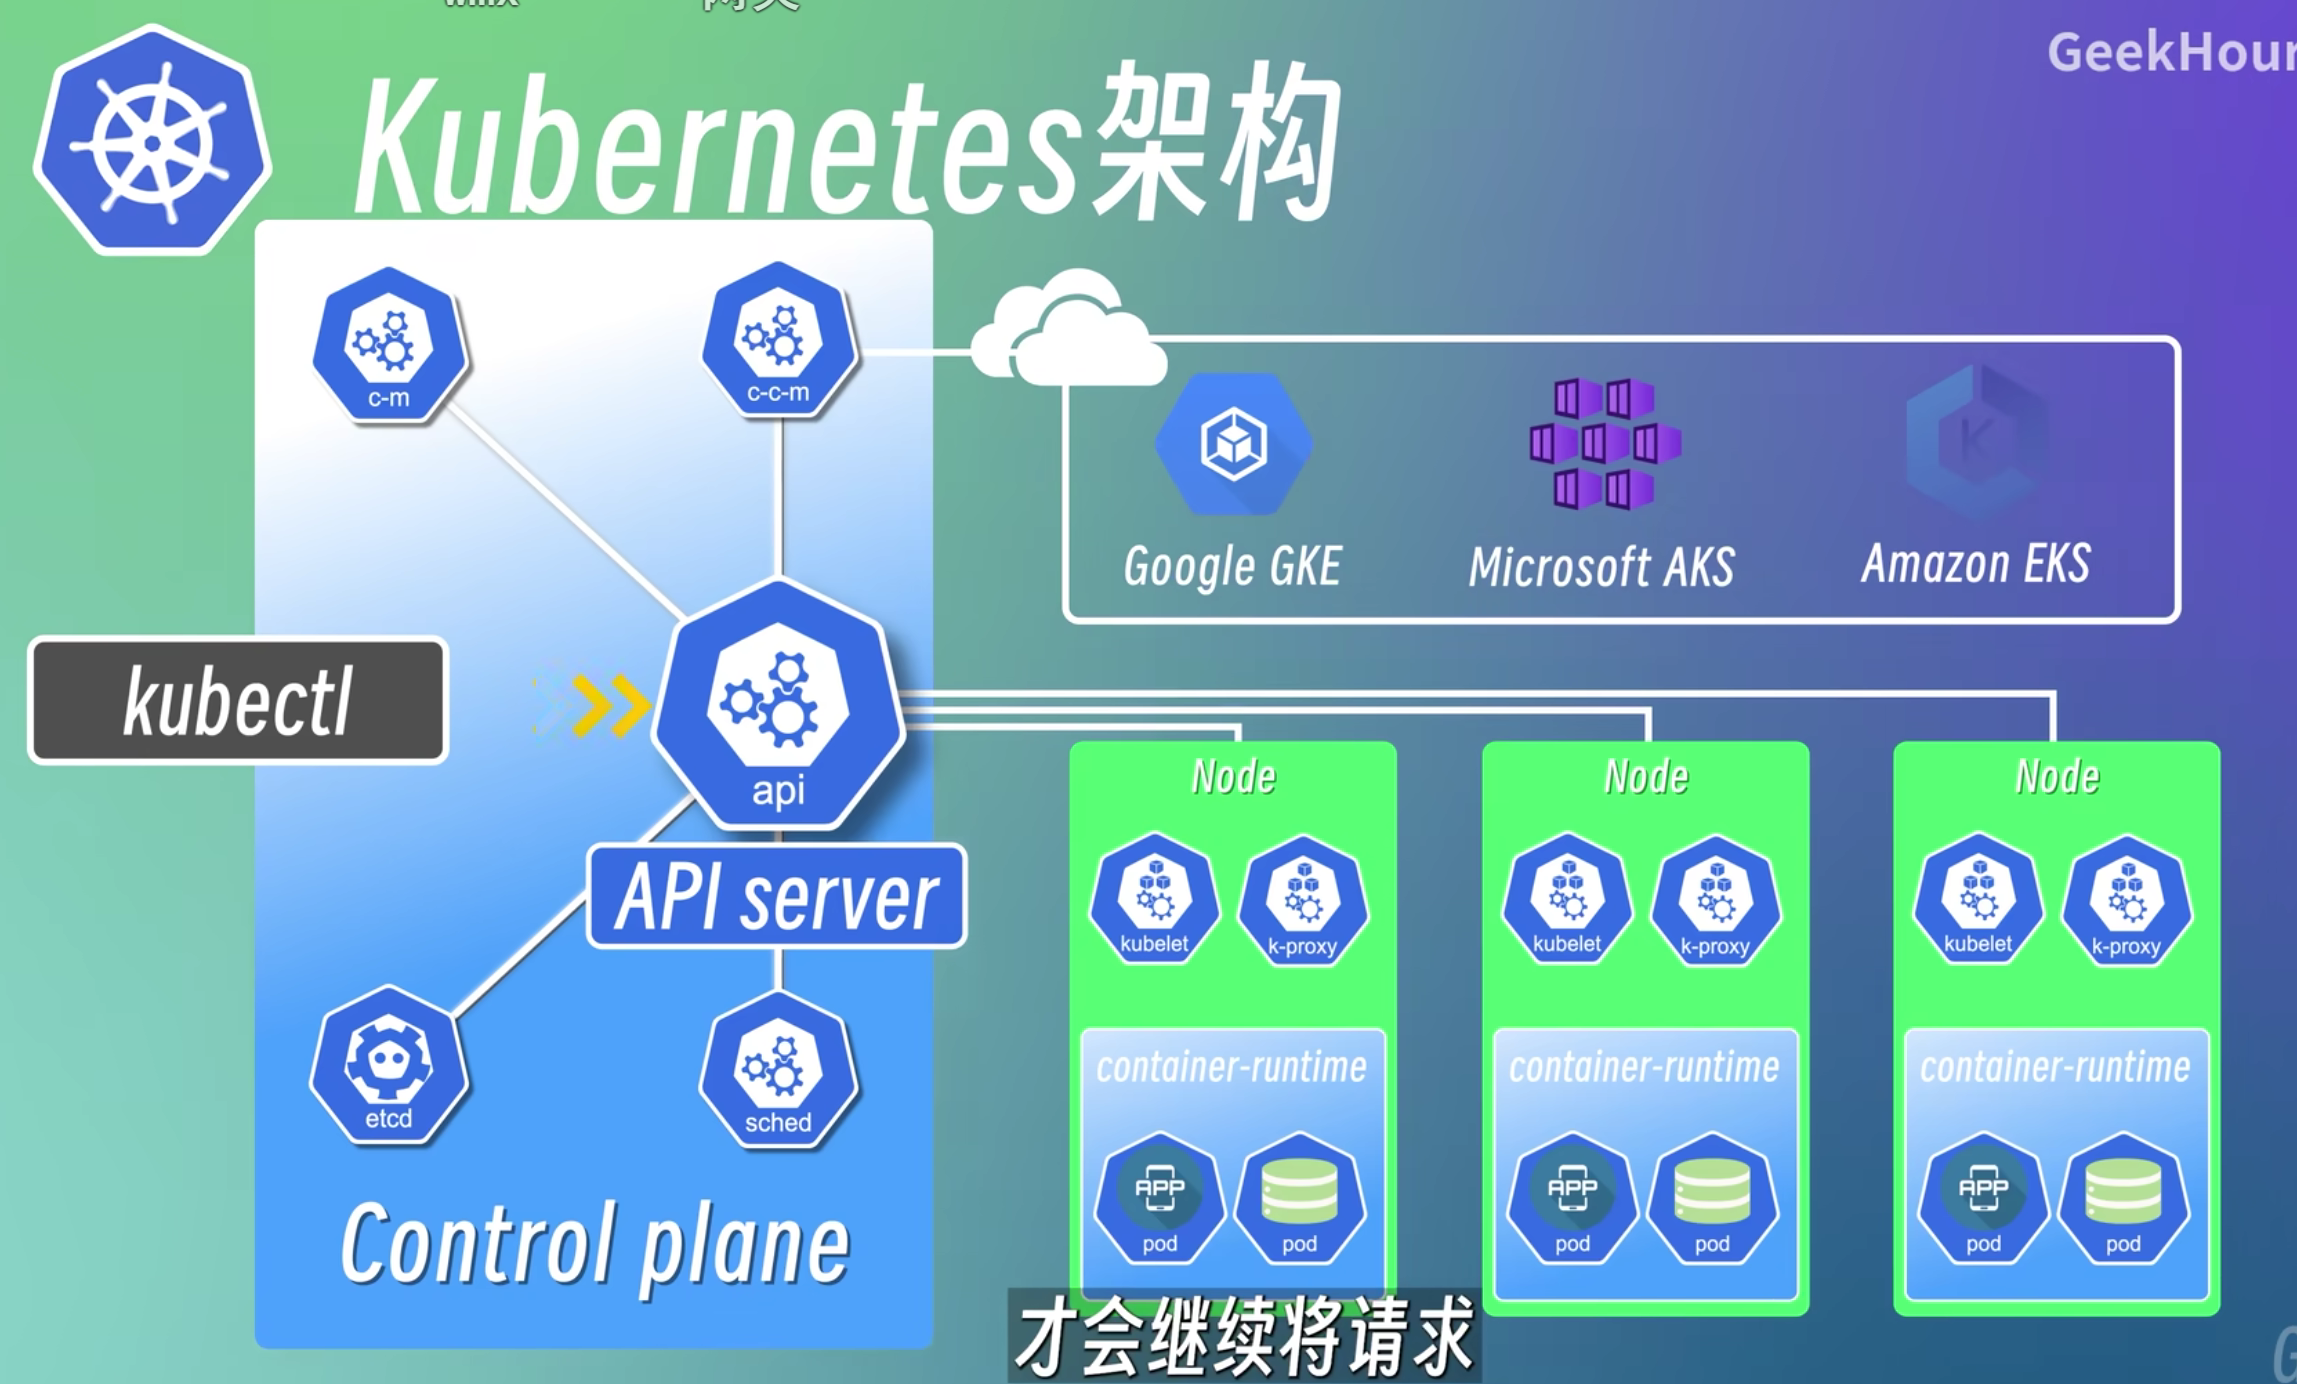 GeekHour
Kubernetes架构
c-m
c-c-m
Google GKE
Microsoft AKS
Amazon EKS
kubectl
api
API server
etcd
sched
Control plane
Node
kubelet
k-proxy
container-runtime
APP
pod
pod
Node
kubelet
k-proxy
container-runtime
APP
pod
pod
Node
kubelet
k-proxy
container-runtime
APP
pod
pod
才会继续将请求